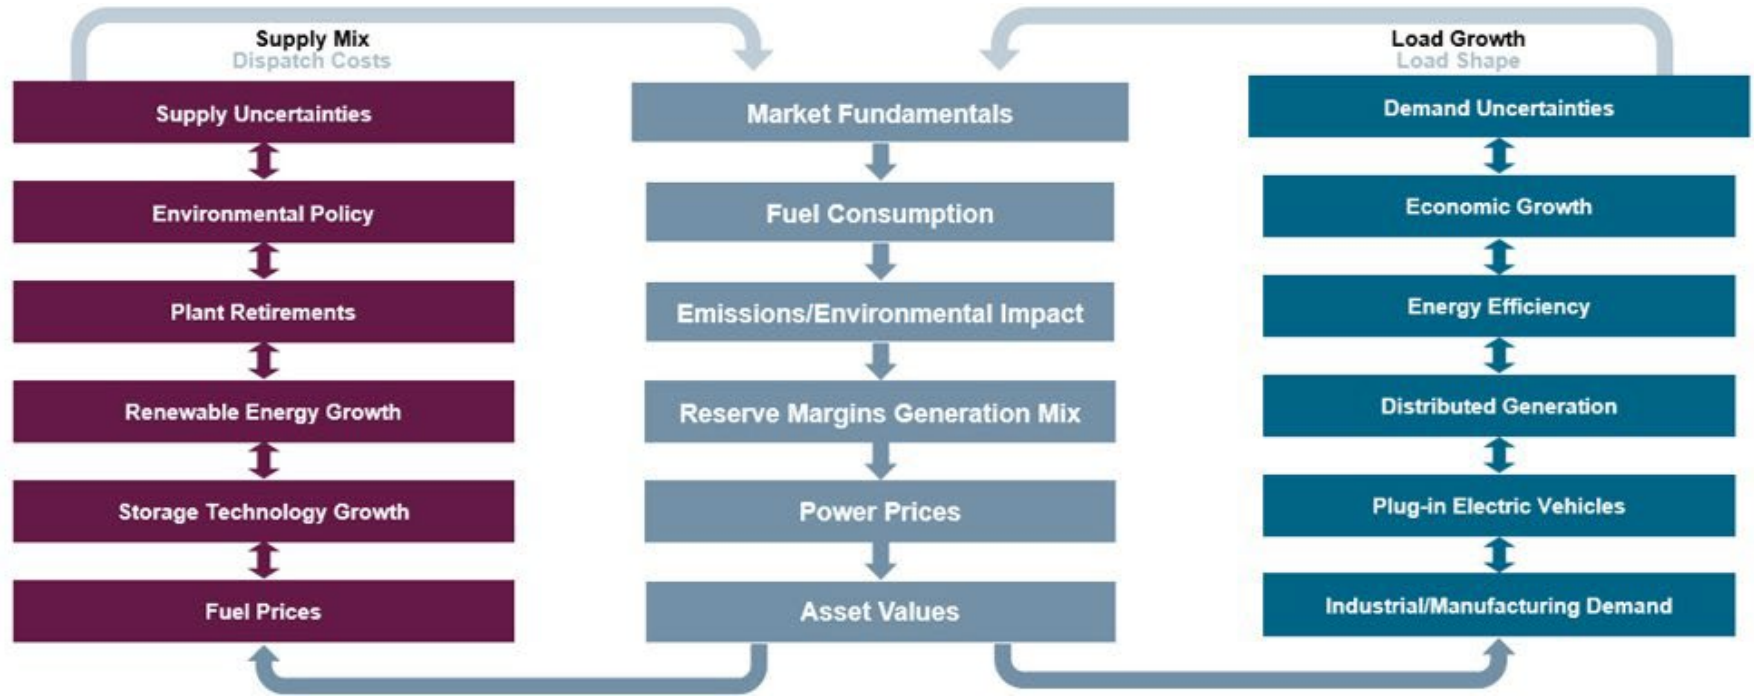 Supply Mix
Dispatch Costs
Supply Uncertainties
Environmental Policy
Plant Retirements
Renewable Energy Growth
Storage Technology Growth
Fuel Prices
Market Fundamentals
Fuel Consumption
Emissions/Environmental Impact
Reserve Margins Generation Mix
Power Prices
Asset Values
Load Growth
Load Shape
Demand Uncertainties
Economic Growth
Energy Efficiency
Distributed Generation
Plug-in Electric Vehicles
Industrial/Manufacturing Demand